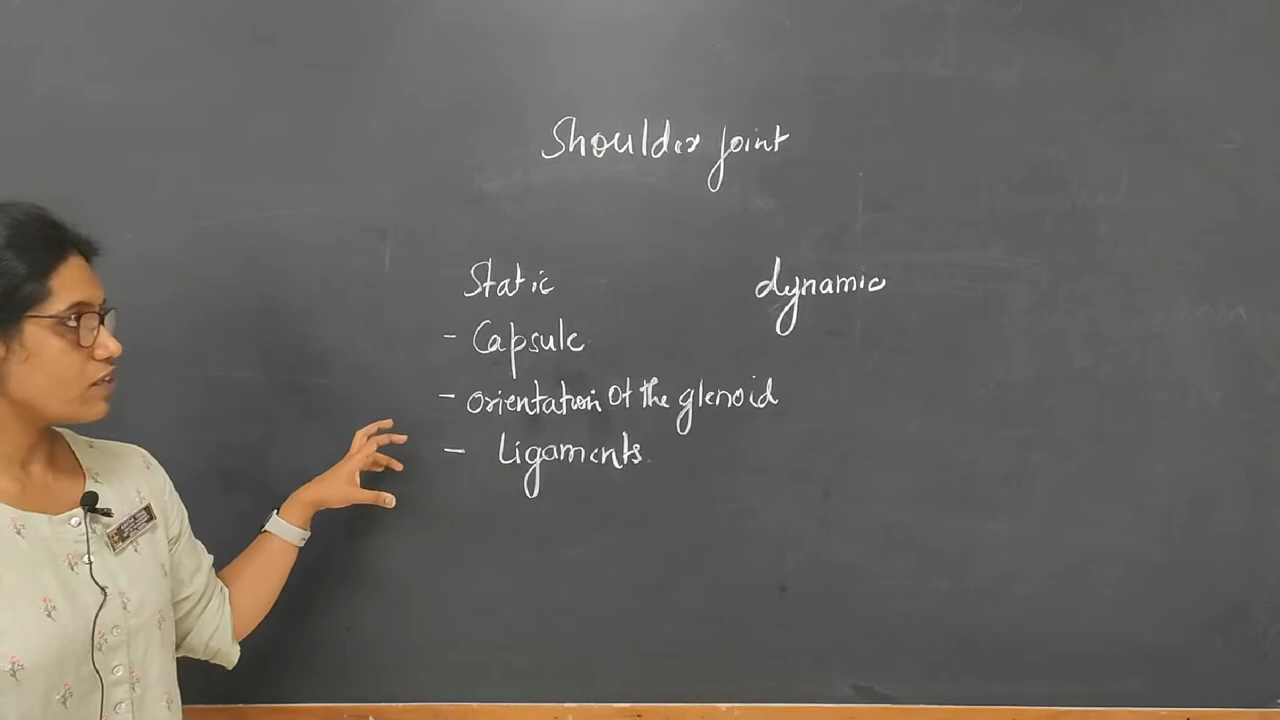 Shoulder joint
Static
dynamic
- Capsule
- Orientation of the glenoid
- Ligaments